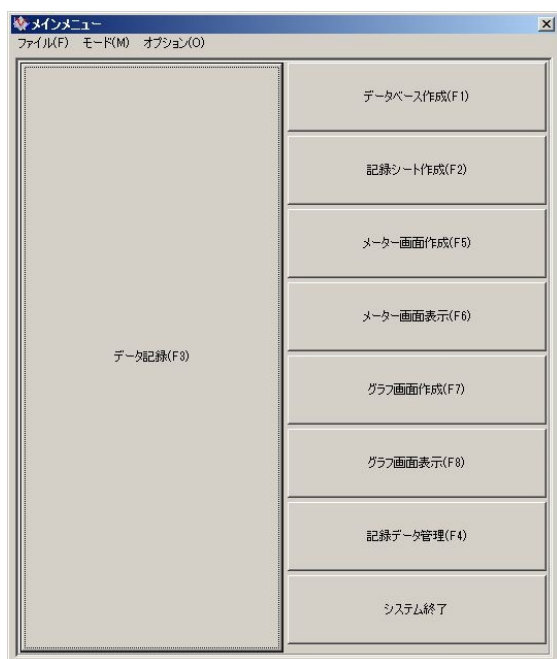 メインメニュー
ファイル(F) モード(M) オプション(O)
データ記録(F3)
データベース作成(F1)
記録シート作成(F2)
メーター画面作成(F5)
メーター画面表示(F6)
グラフ画面作成(F7)
グラフ画面表示(F8)
記録データ管理(F4)
システム終了